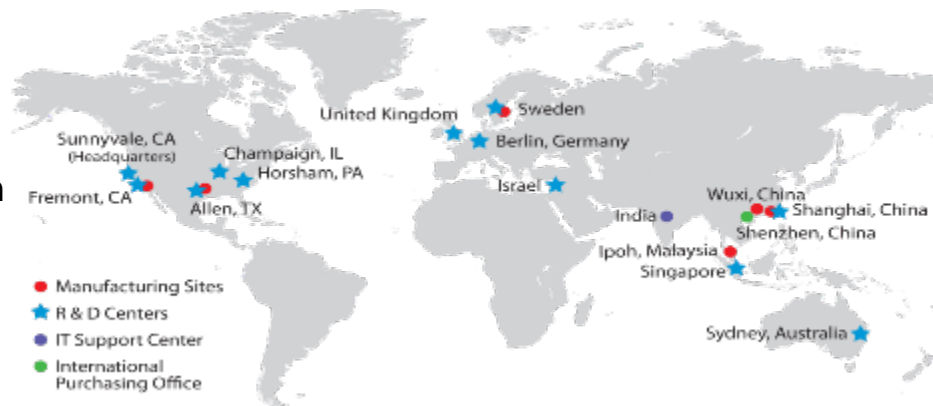 United Kingdom
Sweden
Sunnyvale, CA
(Headquarters)
Champaign, IL
Berlin, Germany
Horsham, PA
Fremont, CA
Allen, TX
Israel
Wuxi, China
India
Shanghai, China
Shenzhen, China
Ipoh, Malaysia
Singapore
Manufacturing Sites
R & D Centers
Sydney, Australia
IT Support Center
International
Purchasing Office